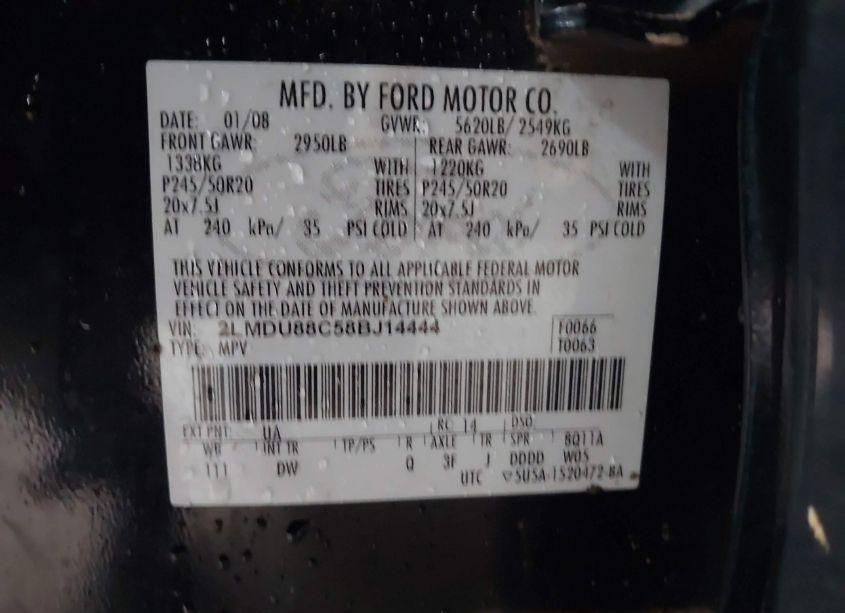 MFD. BY FORD MOTOR CO.
DATE: 01/08 GVWR: 5620LB/ 2549KG
FRONT GAWR: 2950LB REAR GAWR: 2690LB
1338KG WITH 1220KG WITH
P245/50R20 TIRES P245/50R20 TIRES
20x7.5J RIMS 20x7.5J RIMS
AT 240 kPa/ 35 PSI COLD AT 240 kPa/ 35 PSI COLD
THIS VEHICLE CONFORMS TO ALL APPLICABLE FEDERAL MOTOR
VEHICLE SAFETY AND THEFT PREVENTION STANDARDS IN
EFFECT ON THE DATE OF MANUFACTURE SHOWN ABOVE.
VIN: 2LMDU88C58BJ14444 F0066
TYPE: MPV T0063
EXT PNT: UA RC: 14 DSO:
WB INT TR TP/PS R AXLE TR SPR 8Q11A
111 DW Q 3F J DDDD W05
UTC ▽5U5A-1520472-BA